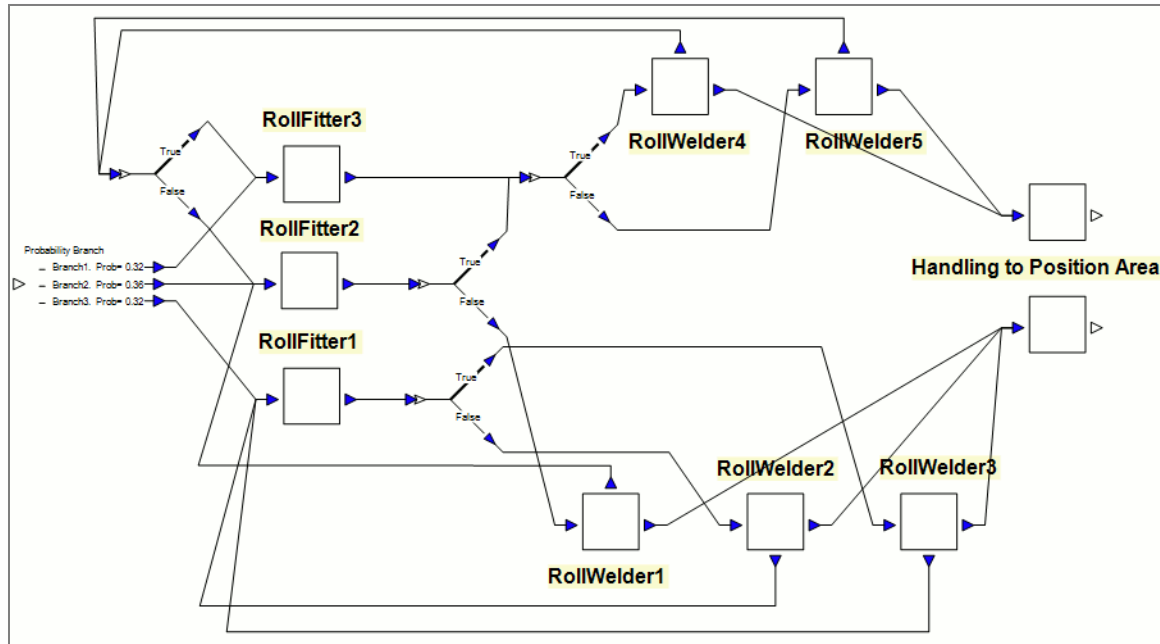 RollFitter3
RollWelder4
RollWelder5
True
False
True
False
RollFitter2
Probability Branch
Branch1. Prob= 0.32
Branch2. Prob= 0.36
Branch3. Prob= 0.32
True
False
Handling to Position Area
RollFitter1
True
False
RollWelder2
RollWelder3
RollWelder1